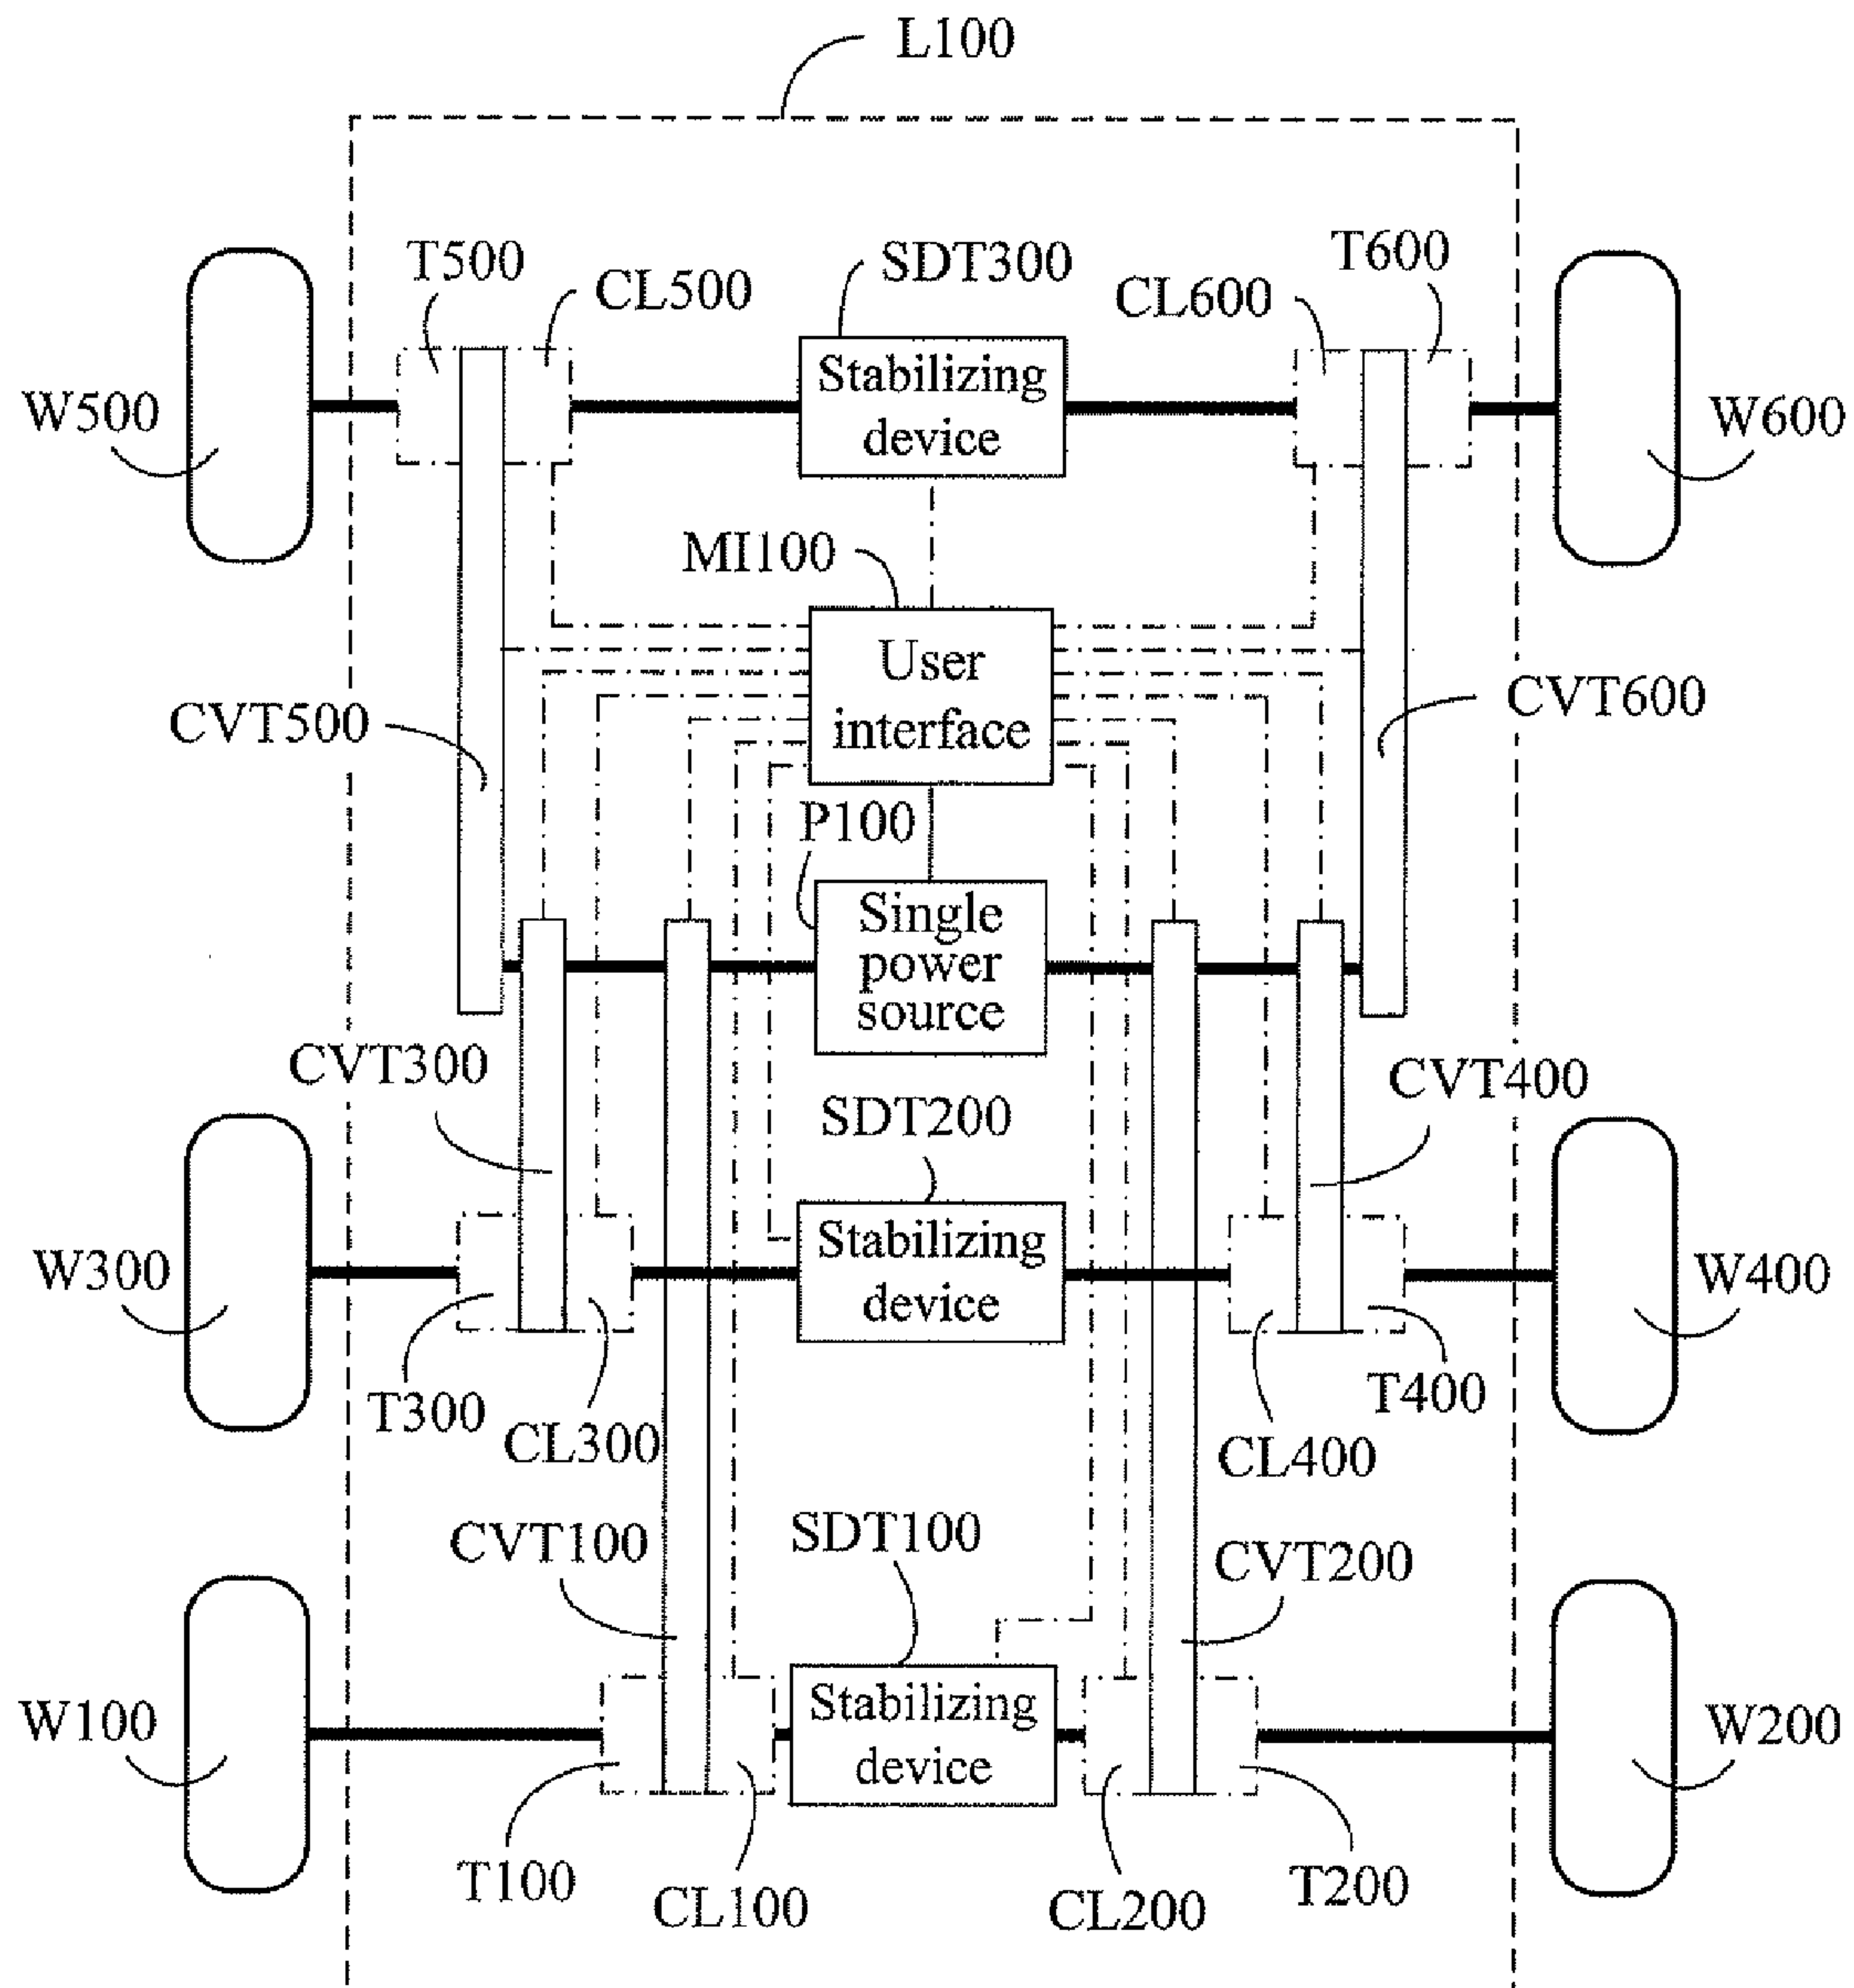 L100
T500
CL500
SDT300
CL600
T600
Stabilizing
device
W500
W600
MI100
User
interface
CVT500
CVT600
P100
Single
power
source
CVT300
CVT400
SDT200
Stabilizing
device
W300
W400
T300
CL300
T400
CL400
CVT100
SDT100
CVT200
Stabilizing
device
W100
W200
T100
CL100
CL200
T200